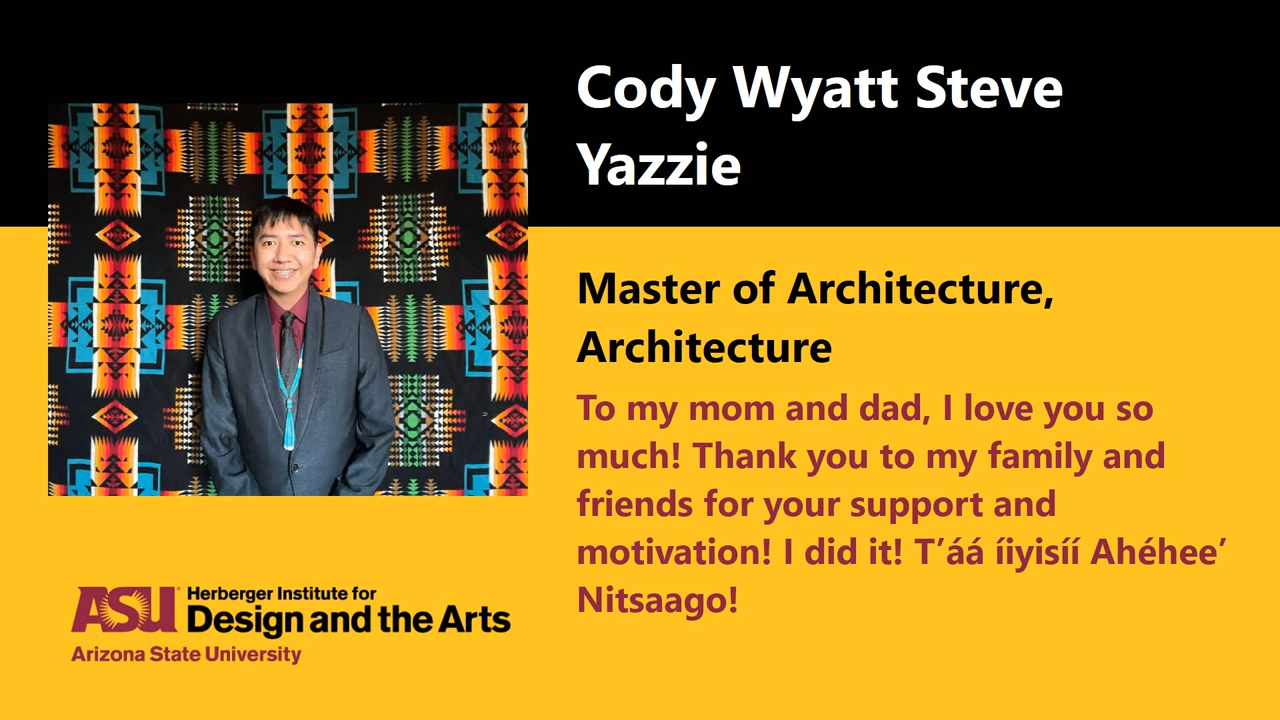 Cody Wyatt Steve
Yazzie
Master of Architecture,
Architecture
To my mom and dad, I love you so
much! Thank you to my family and
friends for your support and
motivation! I did it! T’áá íiyisíí Ahéhee’
Nitsaago!
ASU Herberger Institute for
Design and the Arts
Arizona State University